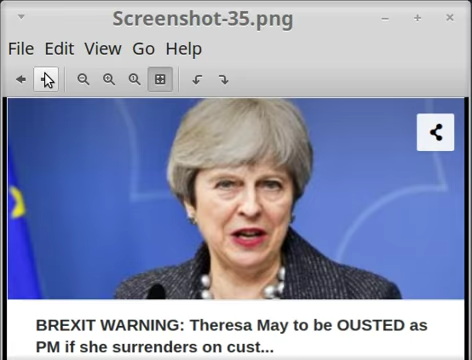 Screenshot-35.png
File Edit View Go Help
BREXIT WARNING: Theresa May to be OUSTED as
PM if she surrenders on cust...